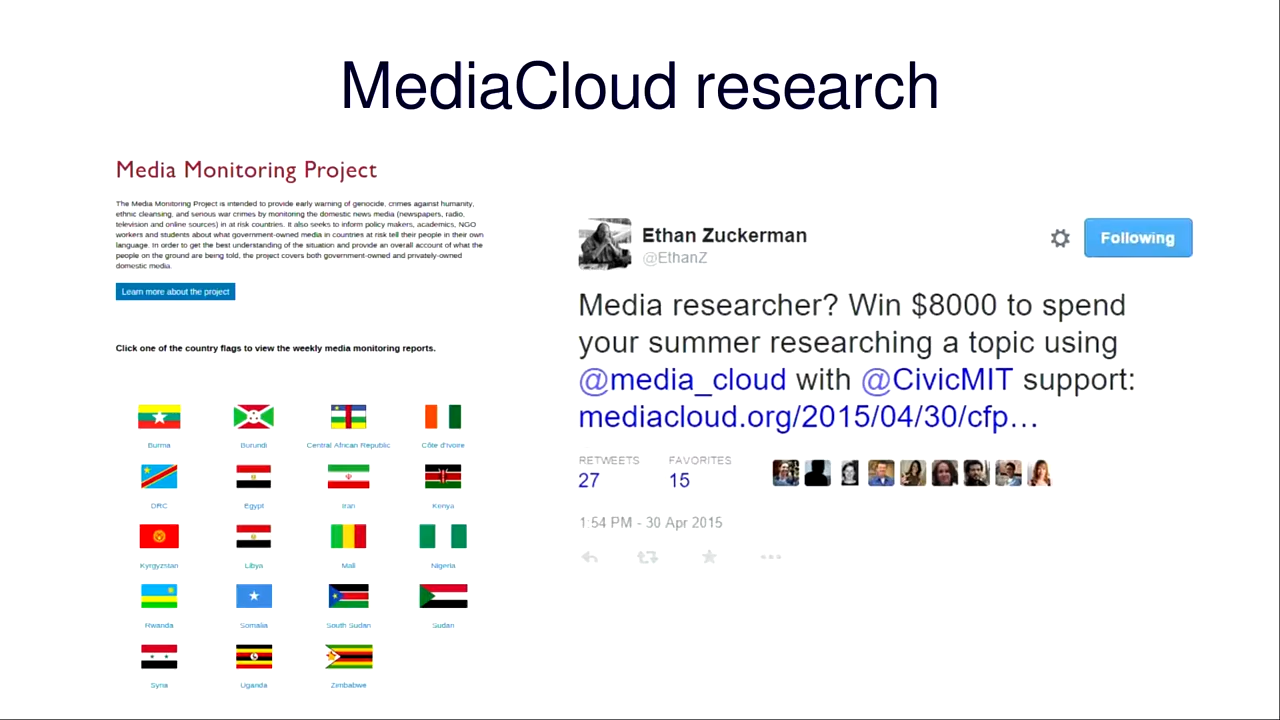 MediaCloud research
Media Monitoring Project
The Media Monitoring Project is intended to provide early warning of genocide, crimes against humanity,
ethnic cleansing, and serious war crimes by monitoring the domestic news media (newspapers, radio,
television and online sources) in at risk countries. It also seeks to inform policy makers, academics, NGO
workers and students about what government-owned media in countries at risk tell their people in their own
language. In order to get the best understanding of the situation and provide an overall account of what the
people on the ground are being told, the project covers both government-owned and privately-owned
domestic media.
Learn more about the project
Click one of the country flags to view the weekly media monitoring reports.
Burma Burundi Central African Republic Côte d'Ivoire
DRC Egypt Iran Kenya
Kyrgyzstan Libya Mali Nigeria
Rwanda Somalia South Sudan Sudan
Syria Uganda Zimbabwe
Ethan Zuckerman
@EthanZ
Following
Media researcher? Win $8000 to spend
your summer researching a topic using
@media_cloud with @CivicMIT support:
mediacloud.org/2015/04/30/cfp…
RETWEETS FAVORITES
27 15
1:54 PM - 30 Apr 2015